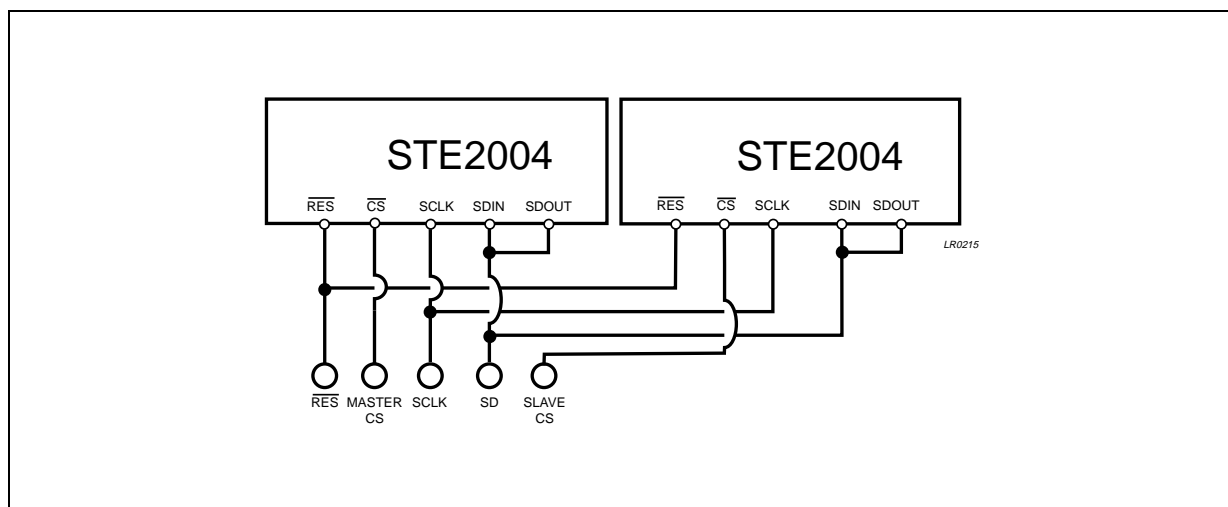 STE2004
STE2004
RES CS SCLK SDIN SDOUT
RES CS SCLK SDIN SDOUT
LR0215
RES MASTER CS SCLK SD SLAVE CS